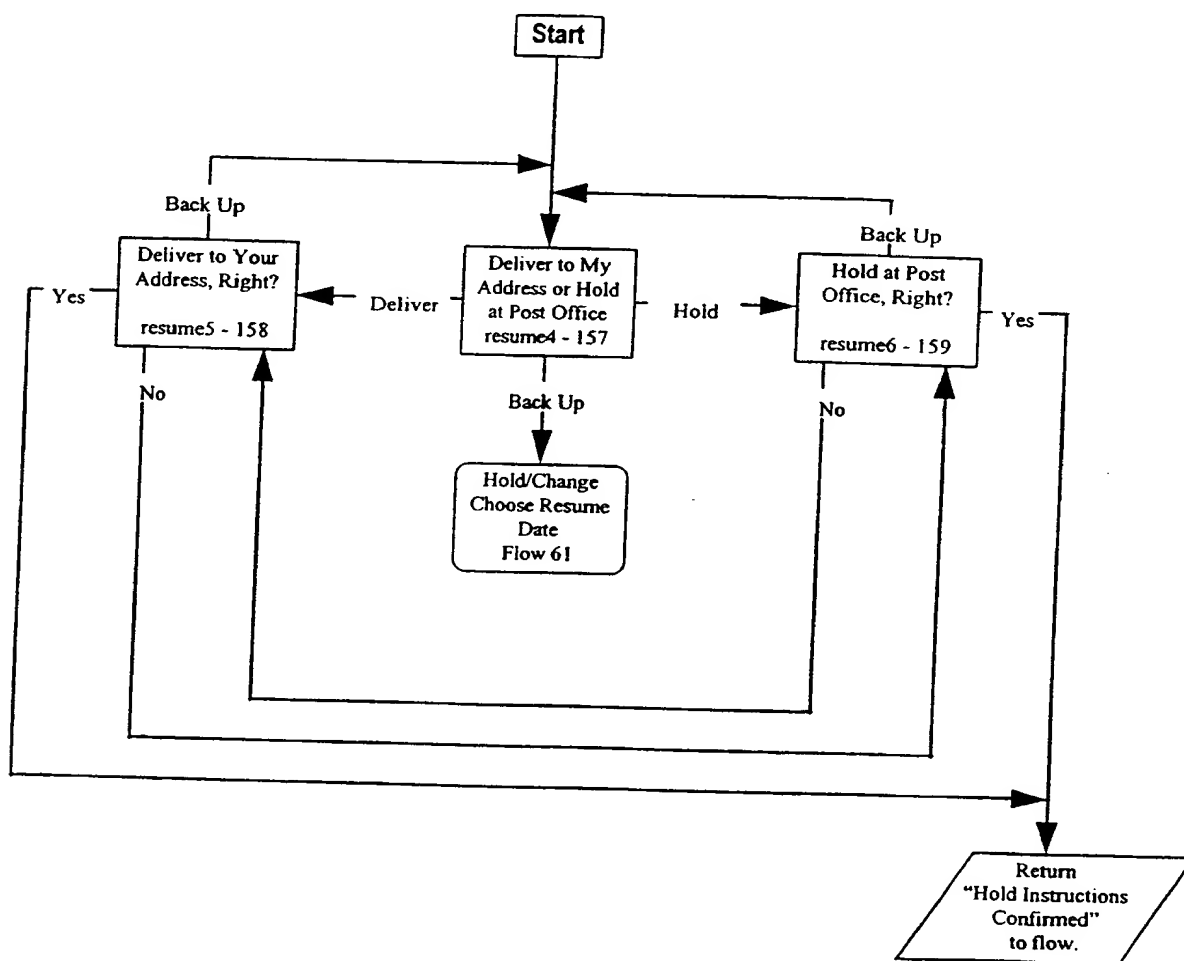 Start
Back Up
Back Up
Deliver to Your
Address, Right?
resume5 - 158
Deliver to My
Address or Hold
at Post Office
resume4 - 157
Hold at Post
Office, Right?
resume6 - 159
Yes
Deliver
Hold
Yes
No
Back Up
No
Hold/Change
Choose Resume
Date
Flow 61
Return
“Hold Instructions
Confirmed”
to flow.